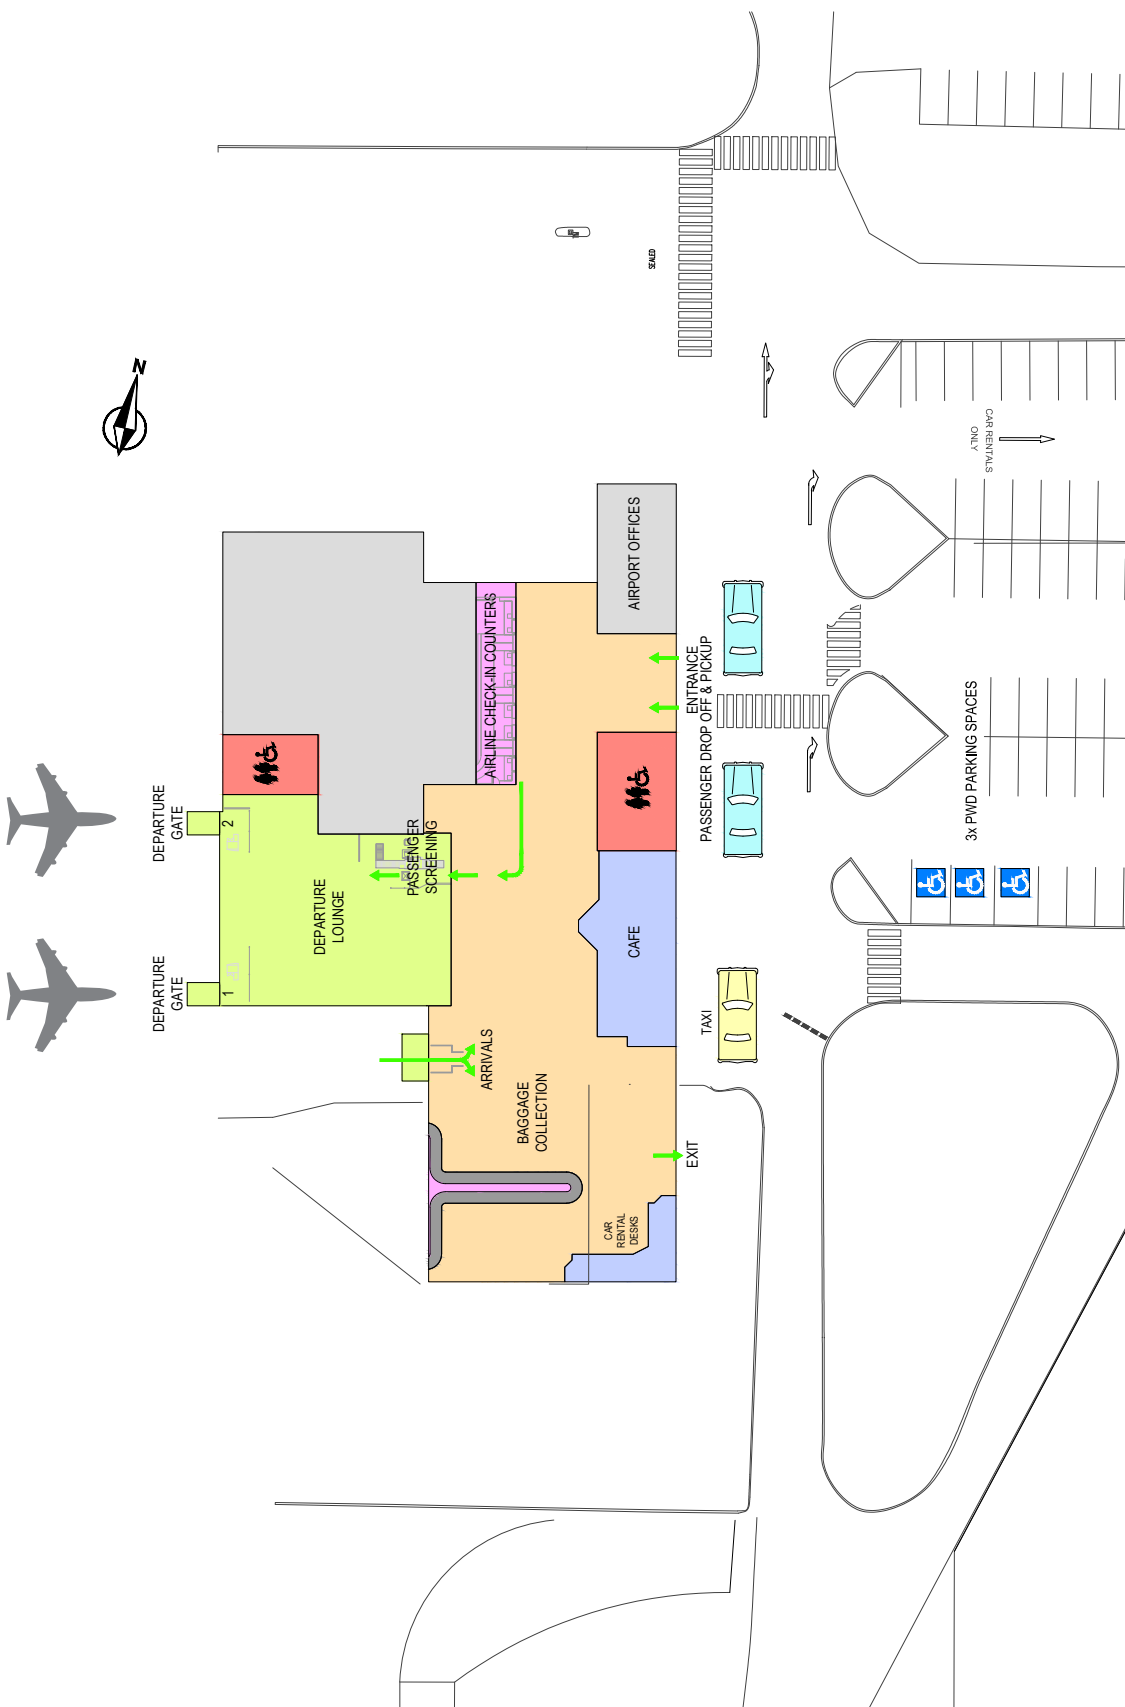 SEALED
N
CAR RENTALS
ONLY
AIRPORT OFFICES
AIRLINE CHECK-IN COUNTERS
ENTRANCE
PASSENGER DROP OFF & PICKUP
3x PWD PARKING SPACES
DEPARTURE
GATE
2
PASSENGER
SCREENING
DEPARTURE
LOUNGE
CAFE
DEPARTURE
GATE
1
TAXI
ARRIVALS
BAGGAGE
COLLECTION
EXIT
CAR
RENTAL
DESKS